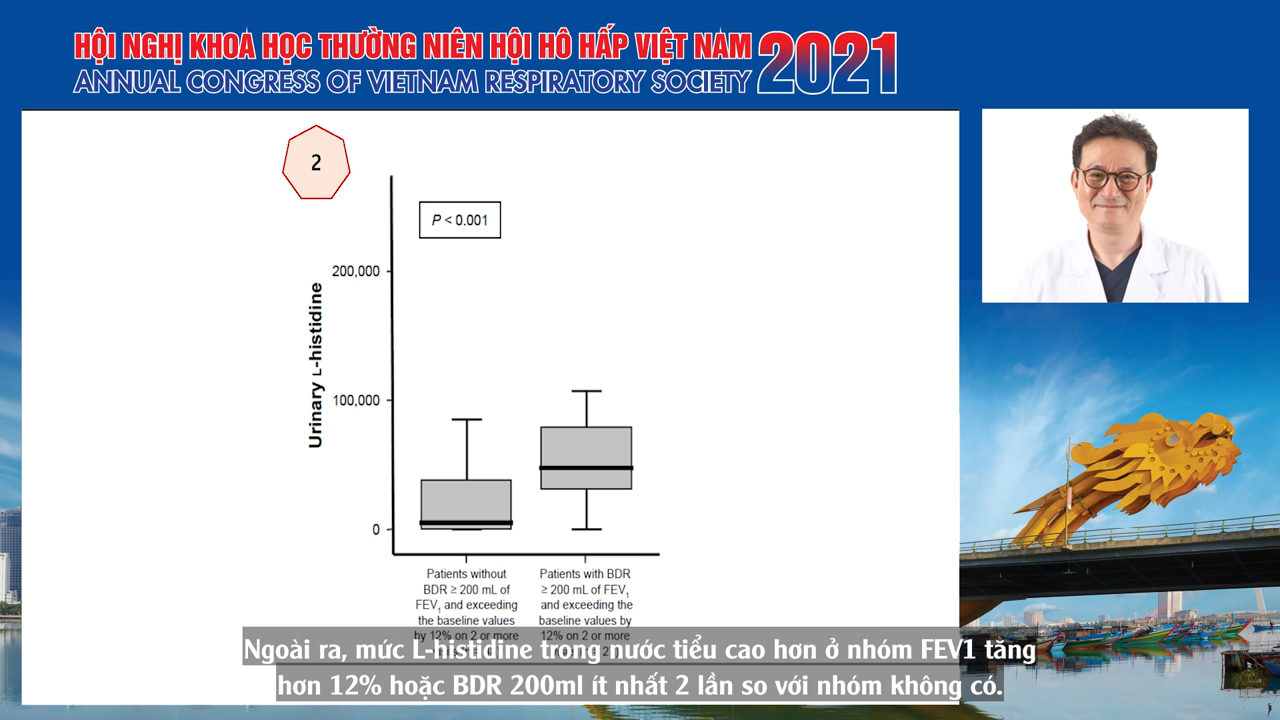 HỘI NGHỊ KHOA HỌC THƯỜNG NIÊN HỘI HÔ HẤP VIỆT NAM 2021
ANNUAL CONGRESS OF VIETNAM RESPIRATORY SOCIETY
2
P < 0.001
Urinary L-histidine
200,000
100,000
0
Patients without
BDR ≥ 200 mL of
FEV₁ and exceeding
the baseline values
by 12% on 2 or more
Patients with BDR
≥ 200 mL of FEV₁
and exceeding the
baseline values by
12% on 2 or more
Ngoài ra, mức L-histidine trong nước tiểu cao hơn ở nhóm FEV1 tăng
hơn 12% hoặc BDR 200ml ít nhất 2 lần so với nhóm không có.